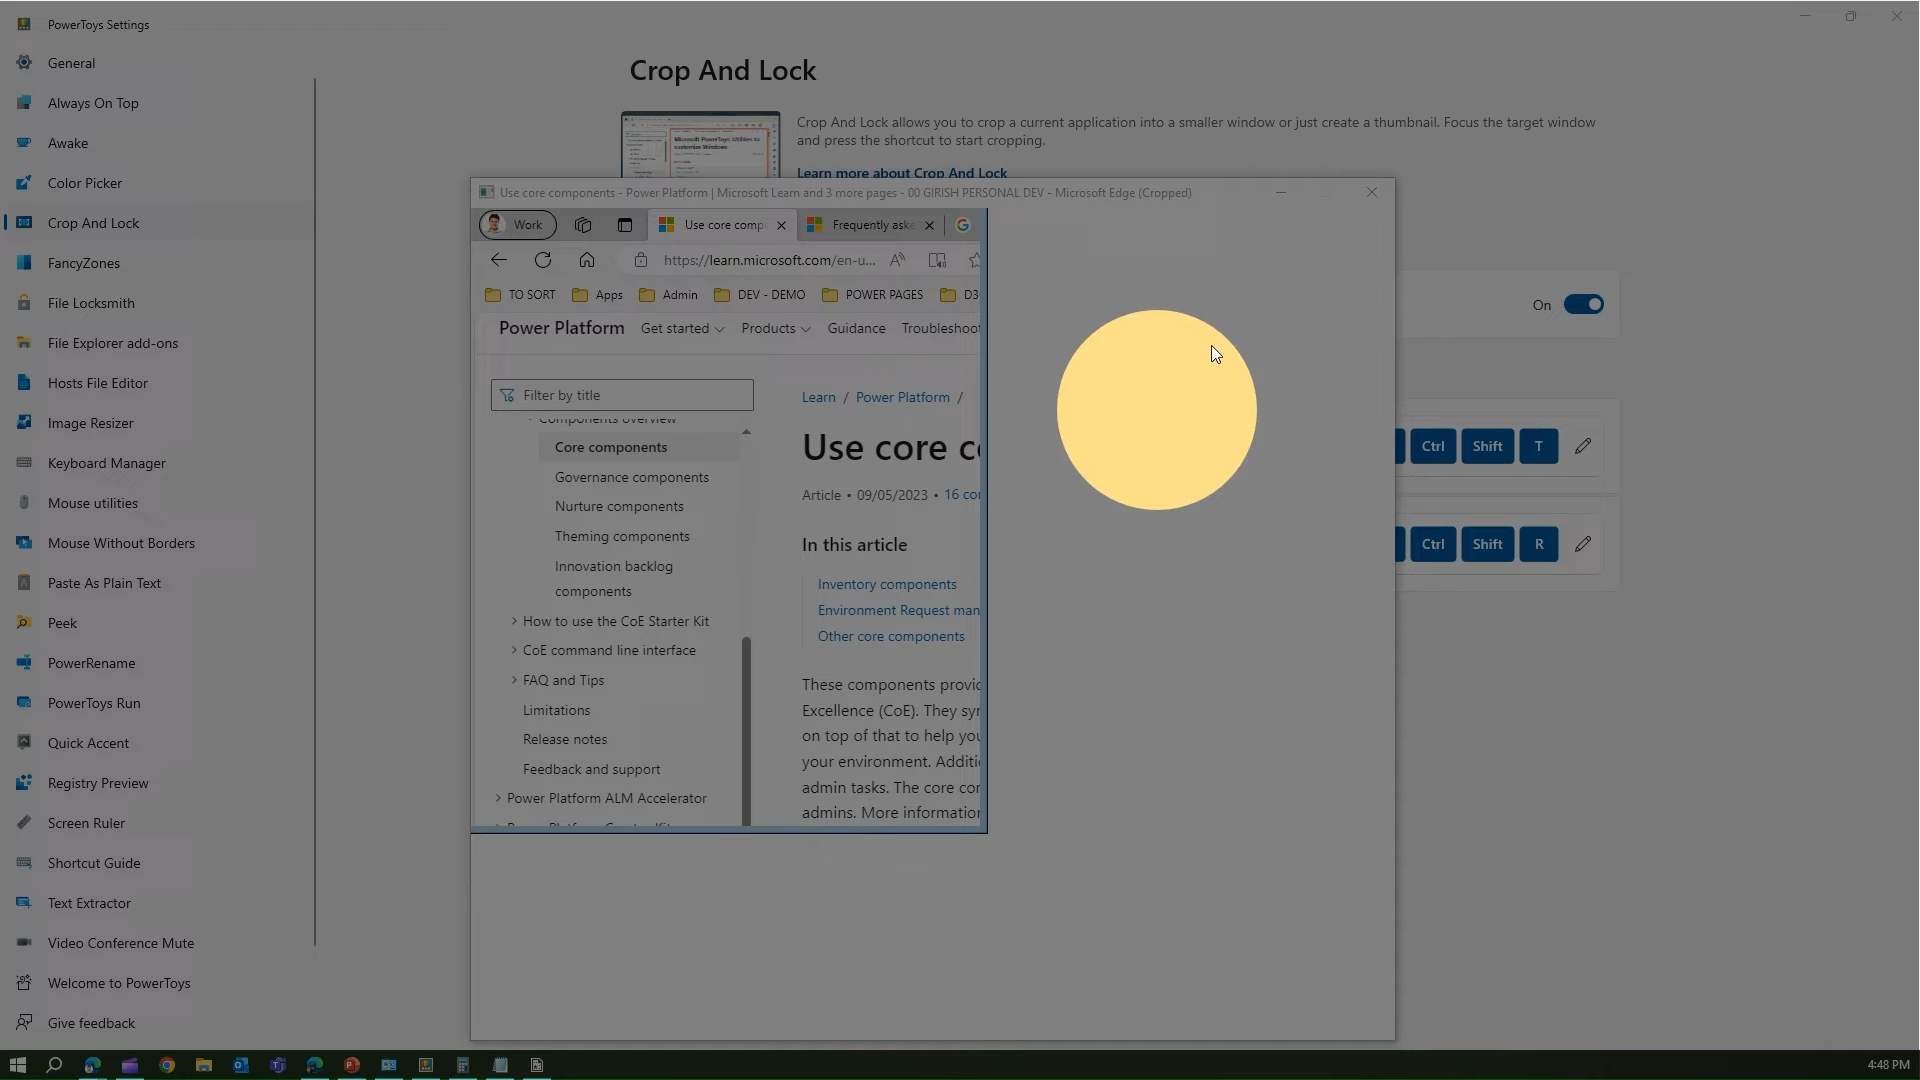 PowerToys Settings
General
Always On Top
Awake
Color Picker
Crop And Lock
FancyZones
File Locksmith
File Explorer add-ons
Hosts File Editor
Image Resizer
Keyboard Manager
Mouse utilities
Mouse Without Borders
Paste As Plain Text
Peek
PowerRename
PowerToys Run
Quick Accent
Registry Preview
Screen Ruler
Shortcut Guide
Text Extractor
Video Conference Mute
Welcome to PowerToys
Give feedback
Crop And Lock
Crop And Lock allows you to crop a current application into a smaller window or just create a thumbnail. Focus the target window
and press the shortcut to start cropping.
Learn more about Crop And Lock
On
Ctrl Shift T
Ctrl Shift R
Use core components - Power Platform | Microsoft Learn and 3 more pages - 00 GIRISH PERSONAL DEV - Microsoft Edge (Cropped)
Work
Use core comp
Frequently aske
https://learn.microsoft.com/en-u...
TO SORT Apps Admin DEV - DEMO POWER PAGES D3
Power Platform Get started Products Guidance Troubleshoot
Filter by title
Components overview
Core components
Governance components
Nurture components
Theming components
Innovation backlog
components
How to use the CoE Starter Kit
CoE command line interface
FAQ and Tips
Limitations
Release notes
Feedback and support
Power Platform ALM Accelerator
Learn / Power Platform /
Use core c
Article • 09/05/2023 • 16 con
In this article
Inventory components
Environment Request man
Other core components
These components provid
Excellence (CoE). They syn
on top of that to help you
your environment. Additi
admin tasks. The core con
admins. More information
4:48 PM